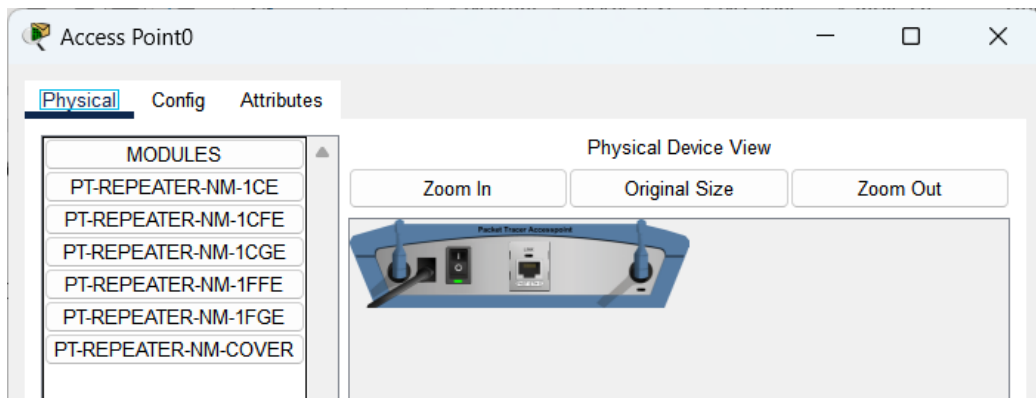 Access Point0
Physical Config Attributes
MODULES
PT-REPEATER-NM-1CE
PT-REPEATER-NM-1CFE
PT-REPEATER-NM-1CGE
PT-REPEATER-NM-1FFE
PT-REPEATER-NM-1FGE
PT-REPEATER-NM-COVER
Physical Device View
Zoom In Original Size Zoom Out
Packet Tracer Accesspoint